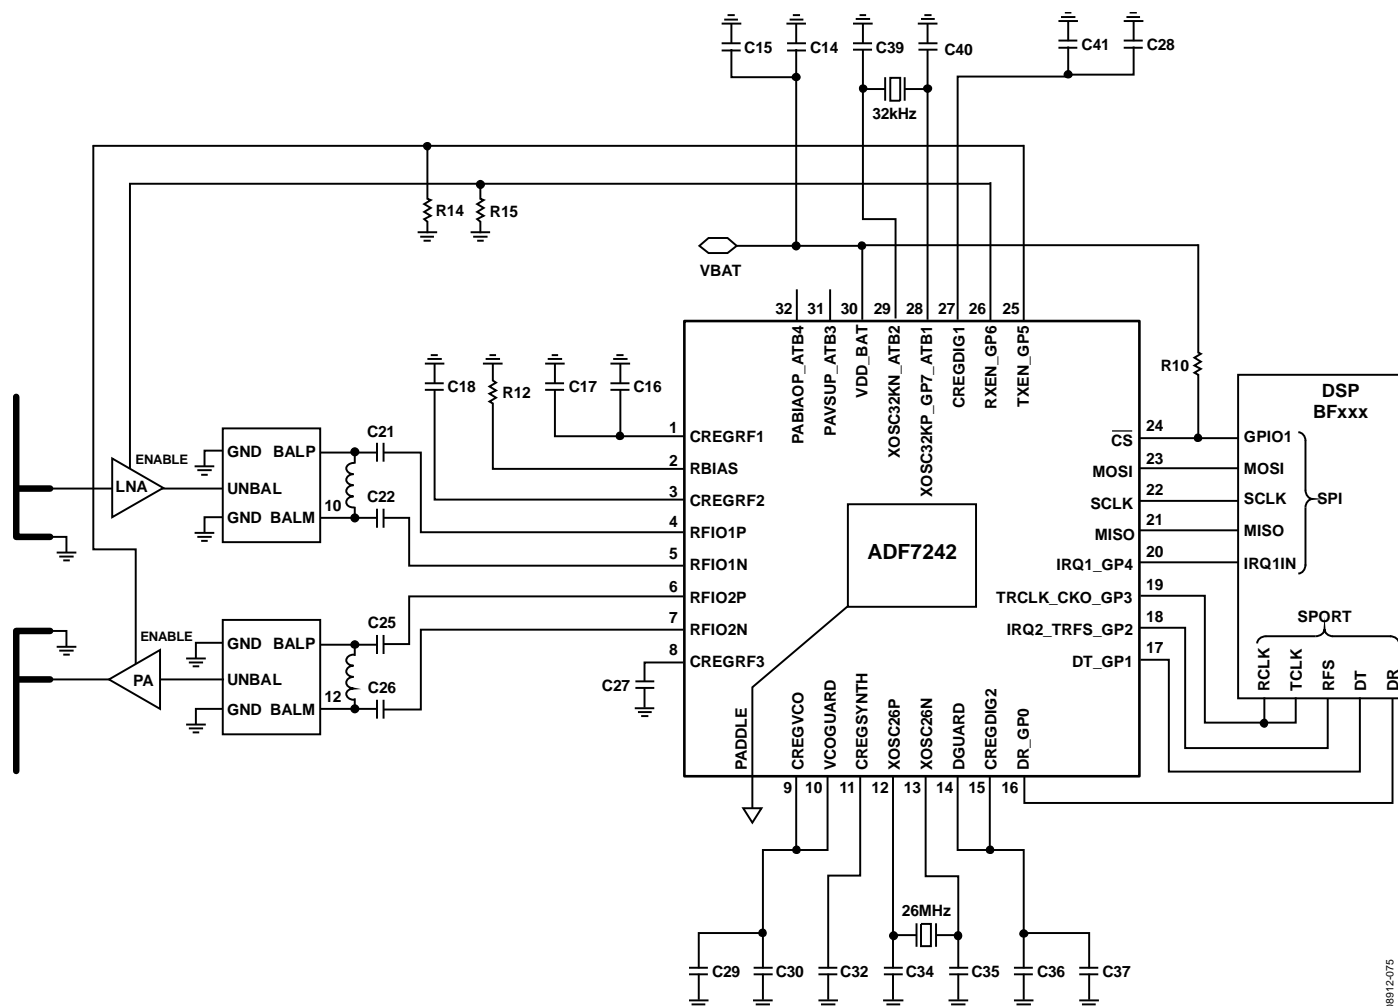 C15 C14 C39 C40 C41 C28
32kHz
R14 R15
VBAT
32 31 30 29 28 27 26 25
PABIAOP_ATB4
PAVSUP_ATB3
VDD_BAT
XOSC32KN_ATB2
XOSC32KP_GP7_ATB1
CREGDIG1
RXEN_GP6
TXEN_GP5
R10
C18 R12 C17 C16
DSP
BFxxx
1 CREGRF1
2 RBIAS
3 CREGRF2
4 RFIO1P
5 RFIO1N
6 RFIO2P
7 RFIO2N
8 CREGRF3
CS 24 GPIO1
MOSI 23 MOSI
SCLK 22 SCLK
MISO 21 MISO
IRQ1_GP4 20 IRQ1IN
SPI
TRCLK_CKO_GP3 19
IRQ2_TRFS_GP2 18
DT_GP1 17
SPORT
RCLK
TCLK
RFS
DT
DR
ADF7242
LNA
ENABLE
GND BALP
UNBAL
GND BALM 10
C21
C22
PA
ENABLE
GND BALP
UNBAL
GND BALM 12
C25
C26
C27
PADDLE
CREGVCO
VCOGUARD
CREGSYNTH
XOSC26P
XOSC26N
DGUARD
CREGDIG2
DR_GP0
9 10 11 12 13 14 15 16
26MHz
C29 C30 C32 C34 C35 C36 C37
08912-075